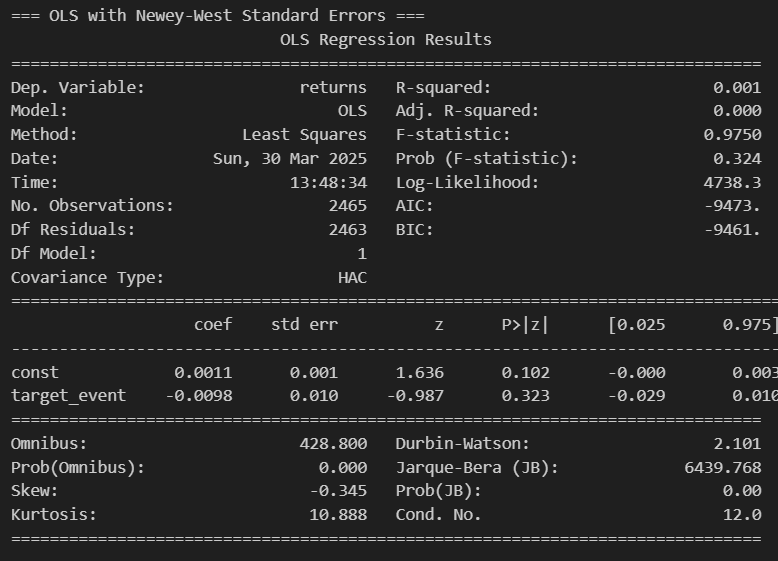 === OLS with Newey-West Standard Errors ===
                            OLS Regression Results
==============================================================================
Dep. Variable:                returns   R-squared:                       0.001
Model:                            OLS   Adj. R-squared:                  0.000
Method:                 Least Squares   F-statistic:                    0.9750
Date:                Sun, 30 Mar 2025   Prob (F-statistic):              0.324
Time:                        13:48:34   Log-Likelihood:                 4738.3
No. Observations:                2465   AIC:                            -9473.
Df Residuals:                    2463   BIC:                            -9461.
Df Model:                           1
Covariance Type:                  HAC
================================================================================
                   coef    std err          z      P>|z|      [0.025      0.975]
--------------------------------------------------------------------------------
const            0.0011      0.001      1.636      0.102      -0.000       0.003
target_event    -0.0098      0.010     -0.987      0.323      -0.029       0.010
==============================================================================
Omnibus:                      428.800   Durbin-Watson:                   2.101
Prob(Omnibus):                  0.000   Jarque-Bera (JB):             6439.768
Skew:                          -0.345   Prob(JB):                         0.00
Kurtosis:                      10.888   Cond. No.                         12.0
==============================================================================